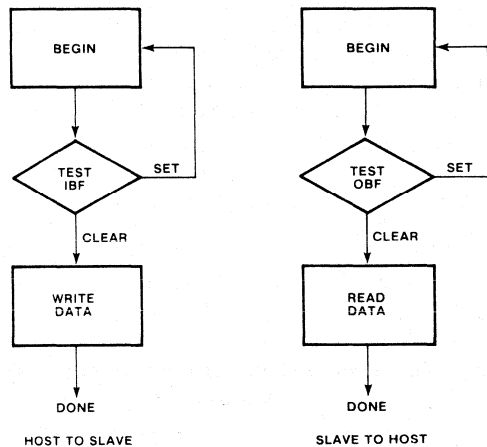 BEGIN
TEST
IBF
SET
CLEAR
WRITE
DATA
DONE
HOST TO SLAVE
BEGIN
TEST
OBF
SET
CLEAR
READ
DATA
DONE
SLAVE TO HOST